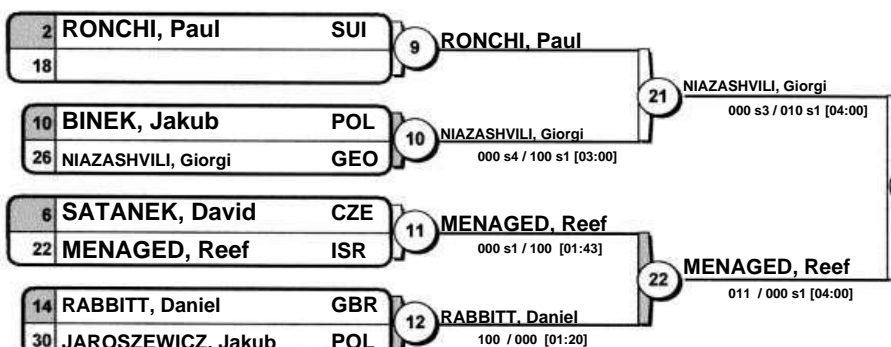 2 RONCHI, Paul SUI
18
9 RONCHI, Paul
10 BINEK, Jakub POL
26 NIAZASHVILI, Giorgi GEO
10 NIAZASHVILI, Giorgi
000 s4 / 100 s1 [03:00]
21 NIAZASHVILI, Giorgi
000 s3 / 010 s1 [04:00]
6 SATANEK, David CZE
22 MENAGED, Reef ISR
11 MENAGED, Reef
000 s1 / 100 [01:43]
14 RABBITT, Daniel GBR
30 JAROSZEWICZ, Jakub POL
12 RABBITT, Daniel
100 / 000 [01:20]
22 MENAGED, Reef
011 / 000 s1 [04:00]